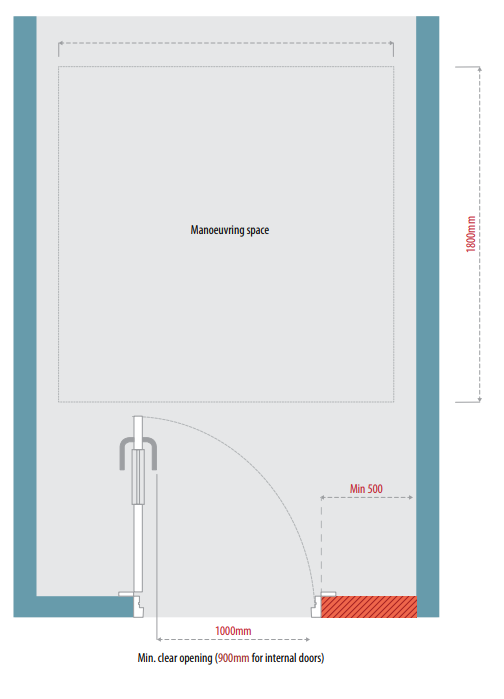 Manoeuvring space
1800mm
Min 500
1000mm
Min. clear opening (900mm for internal doors)